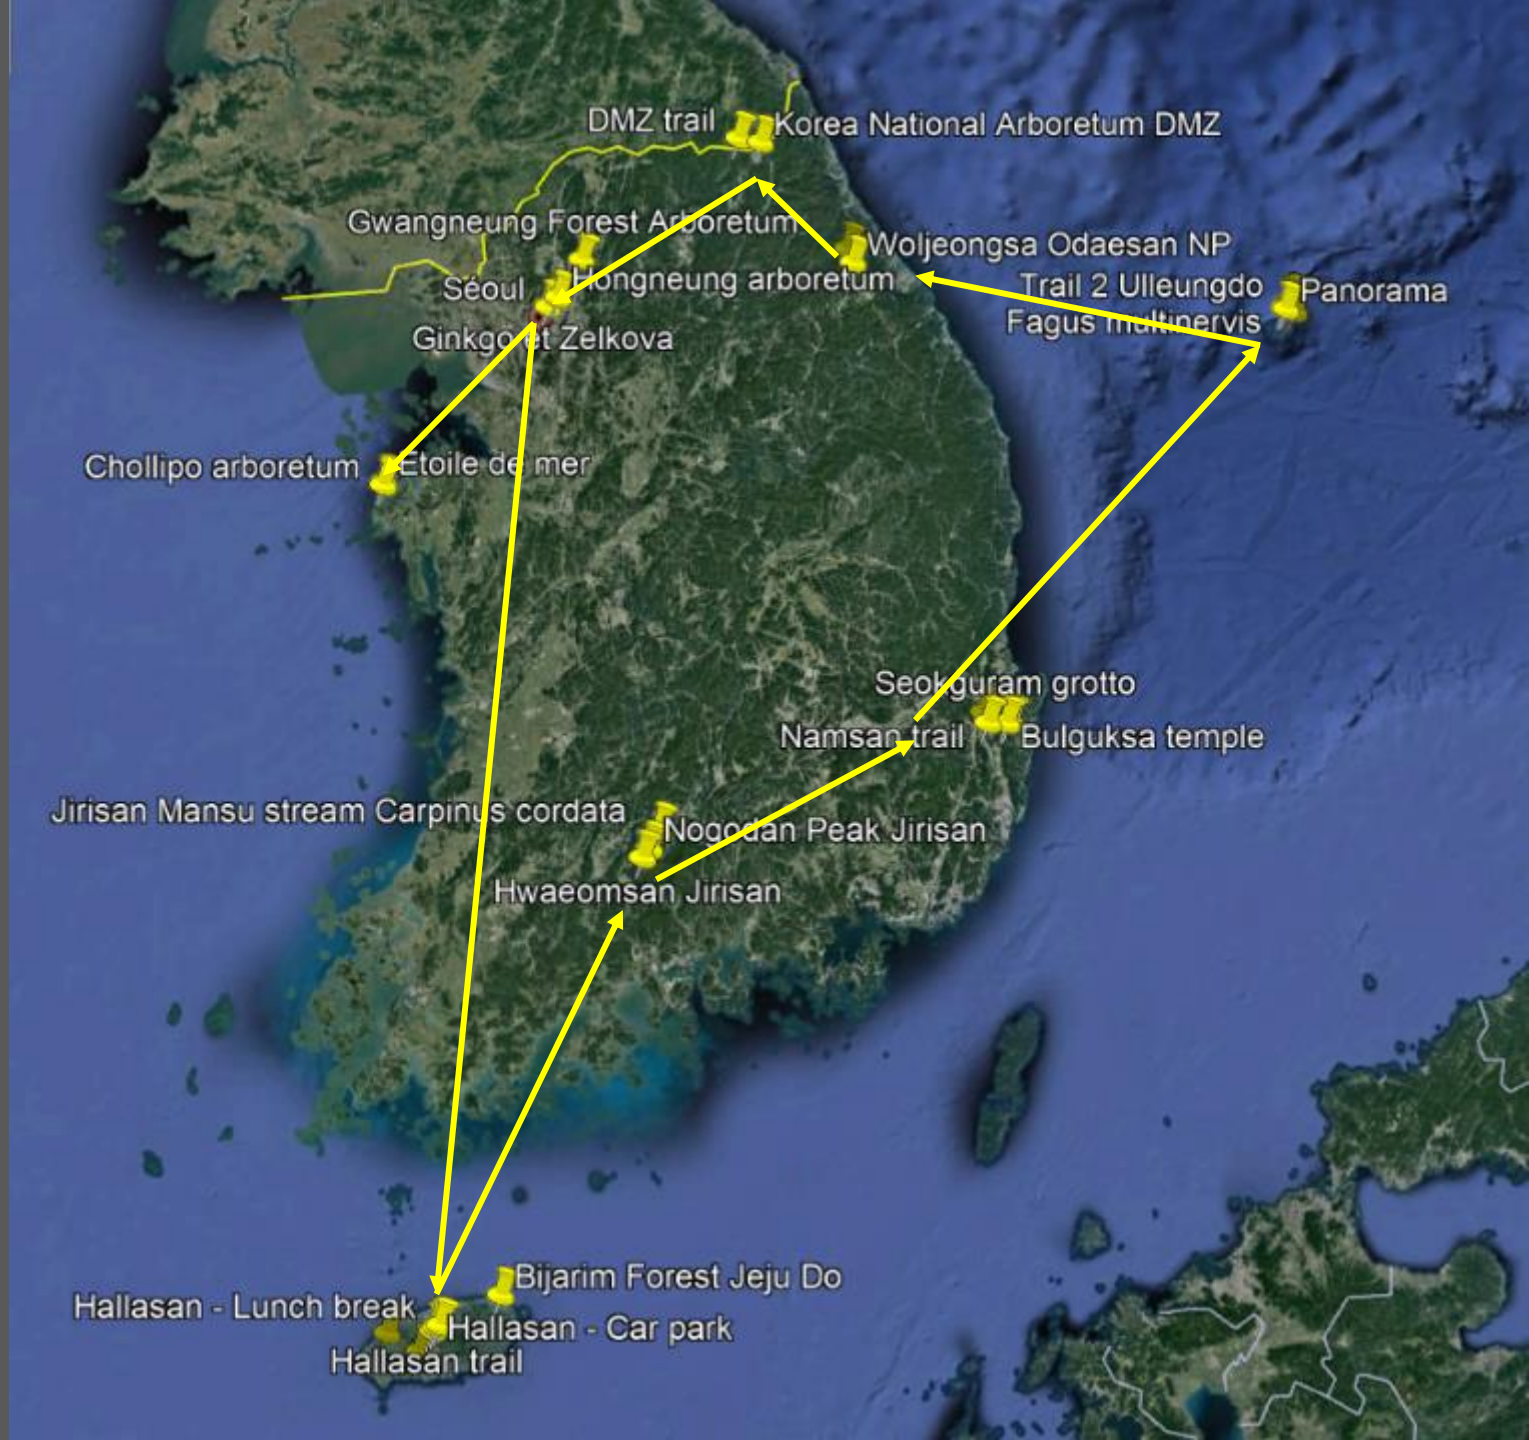 DMZ trail
Korea National Arboretum DMZ
Gwangneung Forest Arboretum
Woljeongsa Odaesan NP
Séoul
Hongneung arboretum
Trail 2 Ulleungdo
Panorama
Fagus multinervis
Ginkgo et Zelkova
Chollipo arboretum
Etoile de mer
Seokguram grotto
Namsan trail
Bulguksa temple
Jirisan Mansu stream Carpinus cordata
Nogodan Peak Jirisan
Hwaeomsan Jirisan
Bijarim Forest Jeju Do
Hallasan - Lunch break
Hallasan - Car park
Hallasan trail